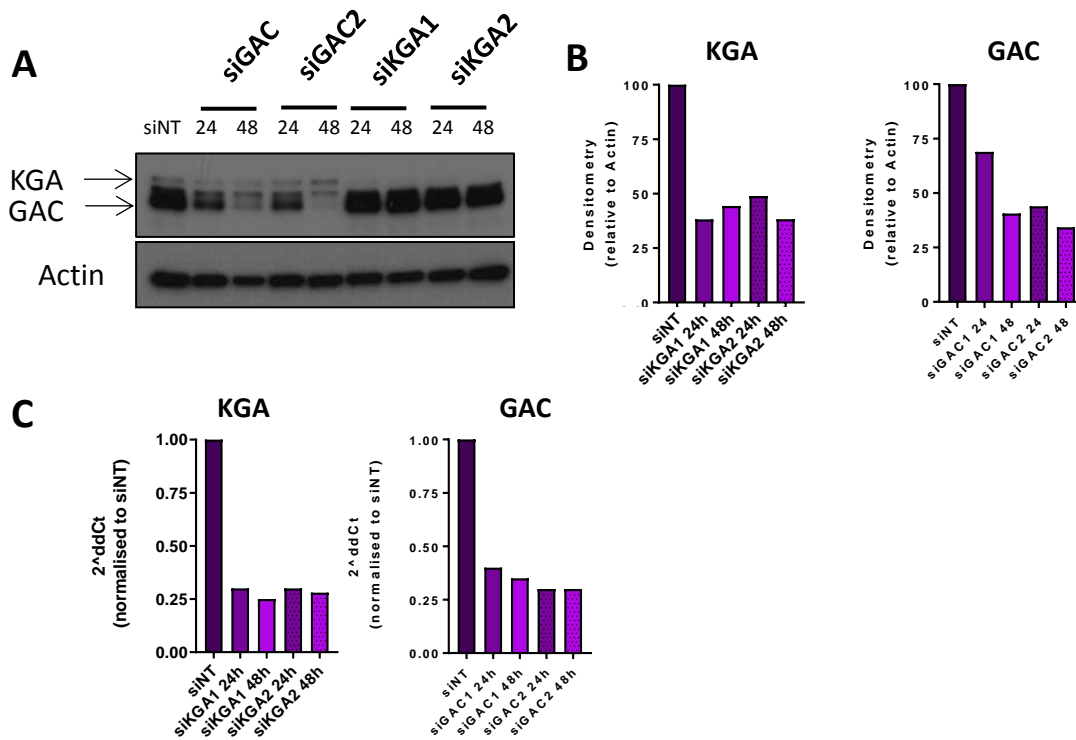 A
siGAC
siGAC2
siKGA1
siKGA2
siNT 24 48 24 48 24 48 24 48
KGA
GAC
Actin
B
KGA
Densitometry
(relative to Actin)
100
75
50
25
siNT
siKGA1 24h
siKGA1 48h
siKGA2 24h
siKGA2 48h
GAC
Densitometry
(relative to Actin)
100
75
50
25
0
siNT
siGAC1 24
siGAC1 48
siGAC2 24
siGAC2 48
C
KGA
2^ddCt
(normalised to siNT)
1.00
0.75
0.50
0.25
0.00
siNT
siKGA1 24h
siKGA1 48h
siKGA2 24h
siKGA2 48h
GAC
2^ddCt
(normalised to siNT)
1.00
0.75
0.50
0.25
0.00
siNT
siGAC1 24h
siGAC1 48h
siGAC2 24h
siGAC2 48h